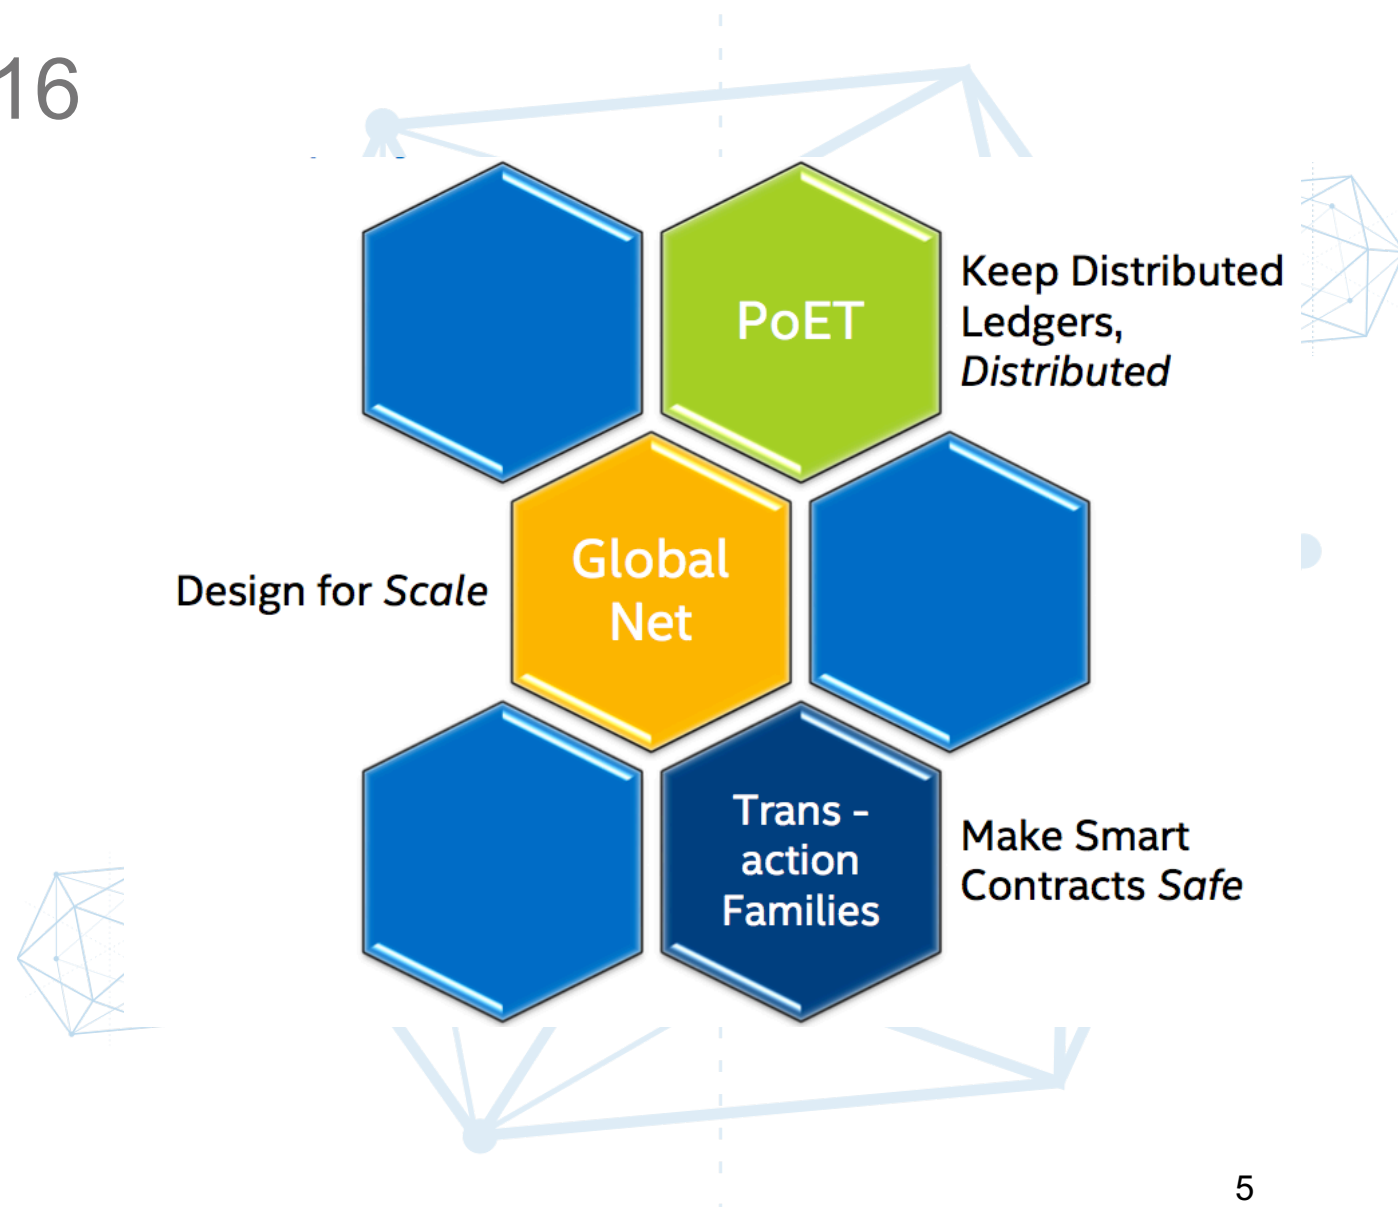 16
PoET
Keep Distributed
Ledgers,
Distributed
Global
Net
Design for Scale
Trans -
action
Families
Make Smart
Contracts Safe
5